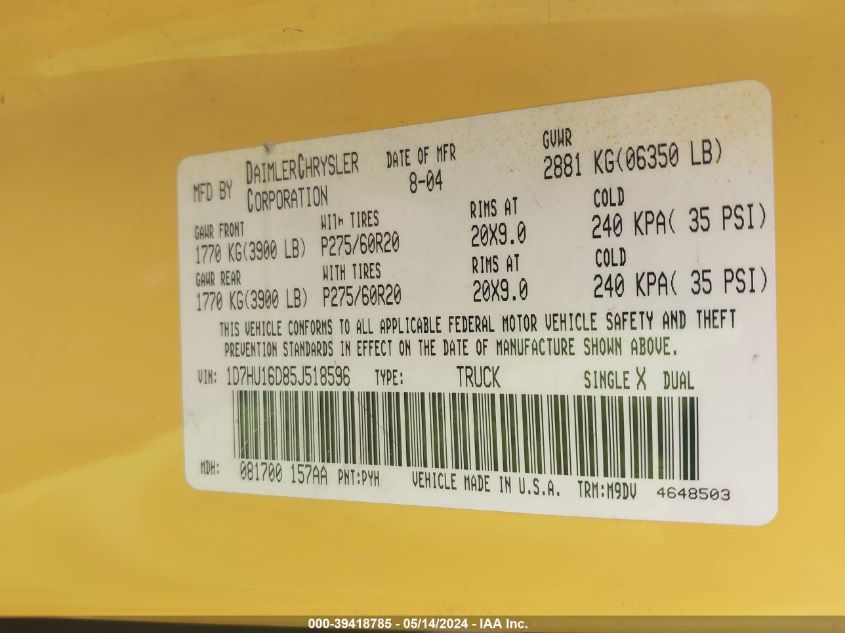 MFD BY DAIMLERCHRYSLER CORPORATION DATE OF MFR 8-04 GVWR 2881 KG(06350 LB)
GAWR FRONT WITH TIRES RIMS AT COLD
1770 KG(3900 LB) P275/60R20 20X9.0 240 KPA( 35 PSI)
GAWR REAR WITH TIRES RIMS AT COLD
1770 KG(3900 LB) P275/60R20 20X9.0 240 KPA( 35 PSI)
THIS VEHICLE CONFORMS TO ALL APPLICABLE FEDERAL MOTOR VEHICLE SAFETY AND THEFT
PREVENTION STANDARDS IN EFFECT ON THE DATE OF MANUFACTURE SHOWN ABOVE.
VIN: 1D7HU16D85J518596 TYPE: TRUCK SINGLE X DUAL
MDH: 081700 157AA PNT:PYH VEHICLE MADE IN U.S.A. TRM:M9DV 4648503
000-39418785 - 05/14/2024 - IAA Inc.